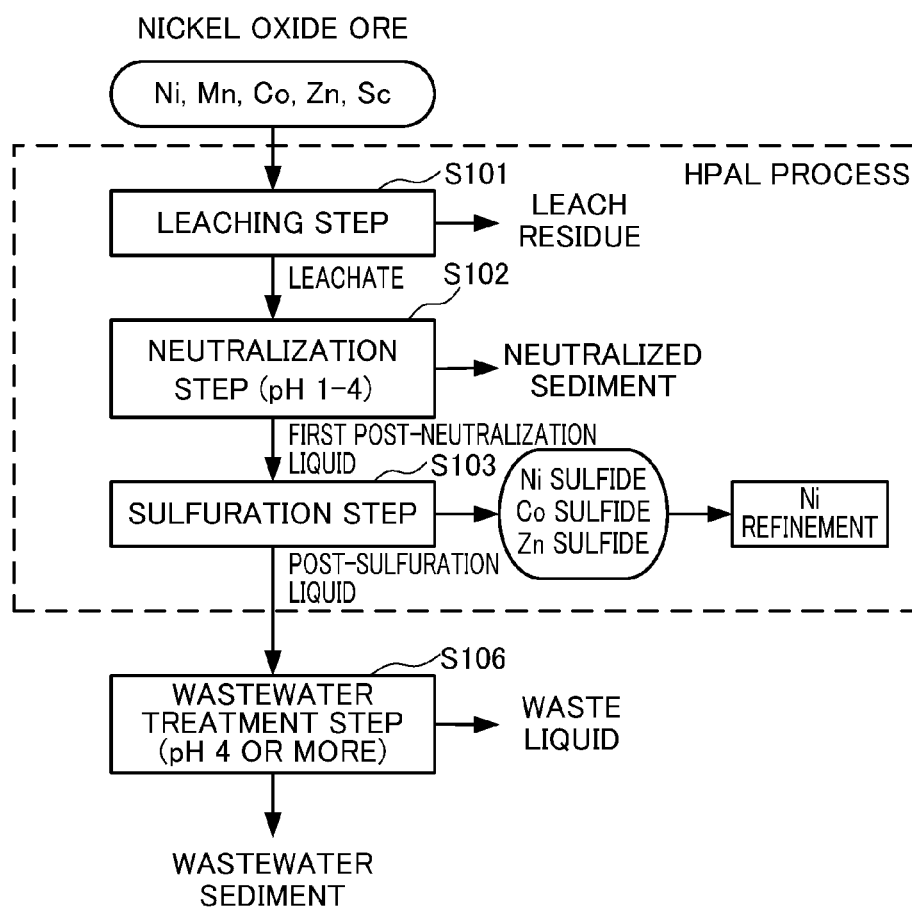 NICKEL OXIDE ORE
Ni, Mn, Co, Zn, Sc
HPAL PROCESS
S101
LEACHING STEP
LEACH
RESIDUE
LEACHATE
S102
NEUTRALIZATION
STEP (pH 1-4)
NEUTRALIZED
SEDIMENT
FIRST POST-NEUTRALIZATION
LIQUID
S103
SULFURATION STEP
Ni SULFIDE
Co SULFIDE
Zn SULFIDE
Ni
REFINEMENT
POST-SULFURATION
LIQUID
S106
WASTEWATER
TREATMENT STEP
(pH 4 OR MORE)
WASTE
LIQUID
WASTEWATER
SEDIMENT